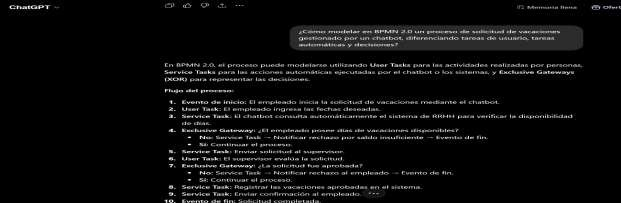 ChatGPT
Memoria llena
Ofert
¿Cómo modelar en BPMN 2.0 un proceso de solicitud de vacaciones
gestionado por un chatbot, diferenciando tareas de usuario, tareas
automáticas y decisiones?
En BPMN 2.0, el proceso puede modelarse utilizando User Tasks para las actividades realizadas por personas,
Service Tasks para las acciones automáticas ejecutadas por el chatbot o los sistemas, y Exclusive Gateways
(XOR) para representar las decisiones.
Flujo del proceso:
1. Evento de inicio: El empleado inicia la solicitud de vacaciones mediante el chatbot.
2. User Task: El empleado ingresa las fechas deseadas.
3. Service Task: El chatbot consulta automáticamente el sistema de RRHH para verificar la disponibilidad
de días.
4. Exclusive Gateway: ¿El empleado posee días de vacaciones disponibles?
• No: Service Task → Notificar rechazo por saldo insuficiente → Evento de fin.
• Sí: Continuar el proceso.
5. Service Task: Enviar solicitud al supervisor.
6. User Task: El supervisor evalúa la solicitud.
7. Exclusive Gateway: ¿La solicitud fue aprobada?
• No: Service Task → Notificar rechazo al empleado → Evento de fin.
• Sí: Continuar el proceso.
8. Service Task: Registrar las vacaciones aprobadas en el sistema.
9. Service Task: Enviar confirmación al empleado.
10. Evento de fin: Solicitud completada.